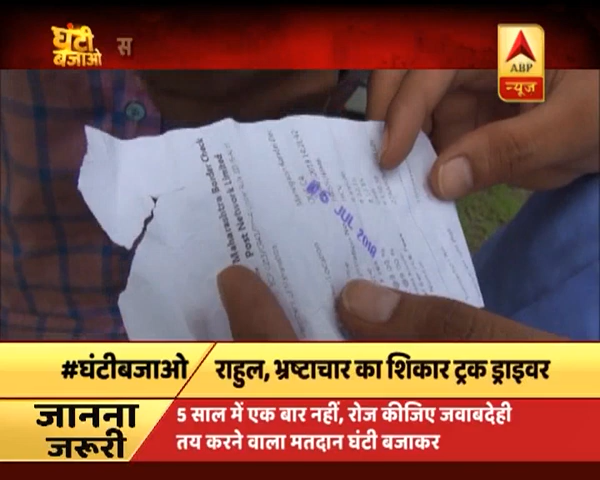 घंटी
बजाओ
स
ABP
न्यूज़
Maharashtra Border Check
Post Network Limited
JUL 2018
#घंटीबजाओ
राहुल, भ्रष्टाचार का शिकार ट्रक ड्राइवर
जानना
जरूरी
5 साल में एक बार नहीं, रोज कीजिए जवाबदेही
तय करने वाला मतदान घंटी बजाकर